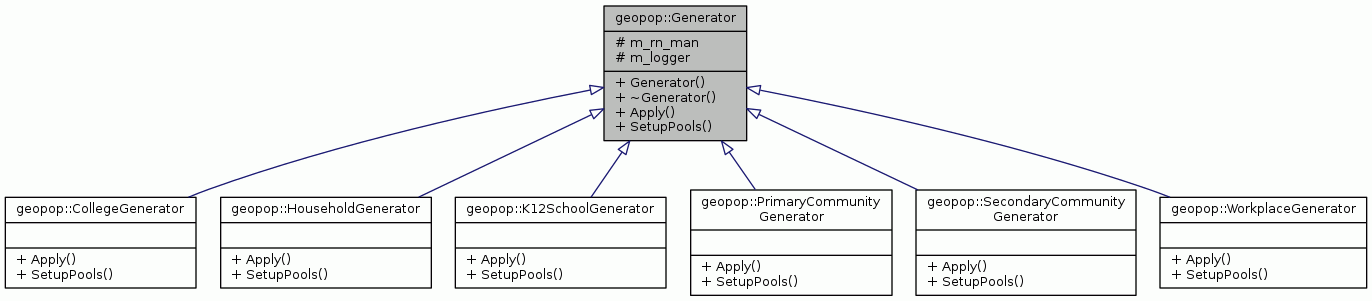 geopop::Generator
# m_rn_man
# m_logger
+ Generator()
+ ~Generator()
+ Apply()
+ SetupPools()
geopop::CollegeGenerator
+ Apply()
+ SetupPools()
geopop::HouseholdGenerator
+ Apply()
+ SetupPools()
geopop::K12SchoolGenerator
+ Apply()
+ SetupPools()
geopop::PrimaryCommunity
Generator
+ Apply()
+ SetupPools()
geopop::SecondaryCommunity
Generator
+ Apply()
+ SetupPools()
geopop::WorkplaceGenerator
+ Apply()
+ SetupPools()